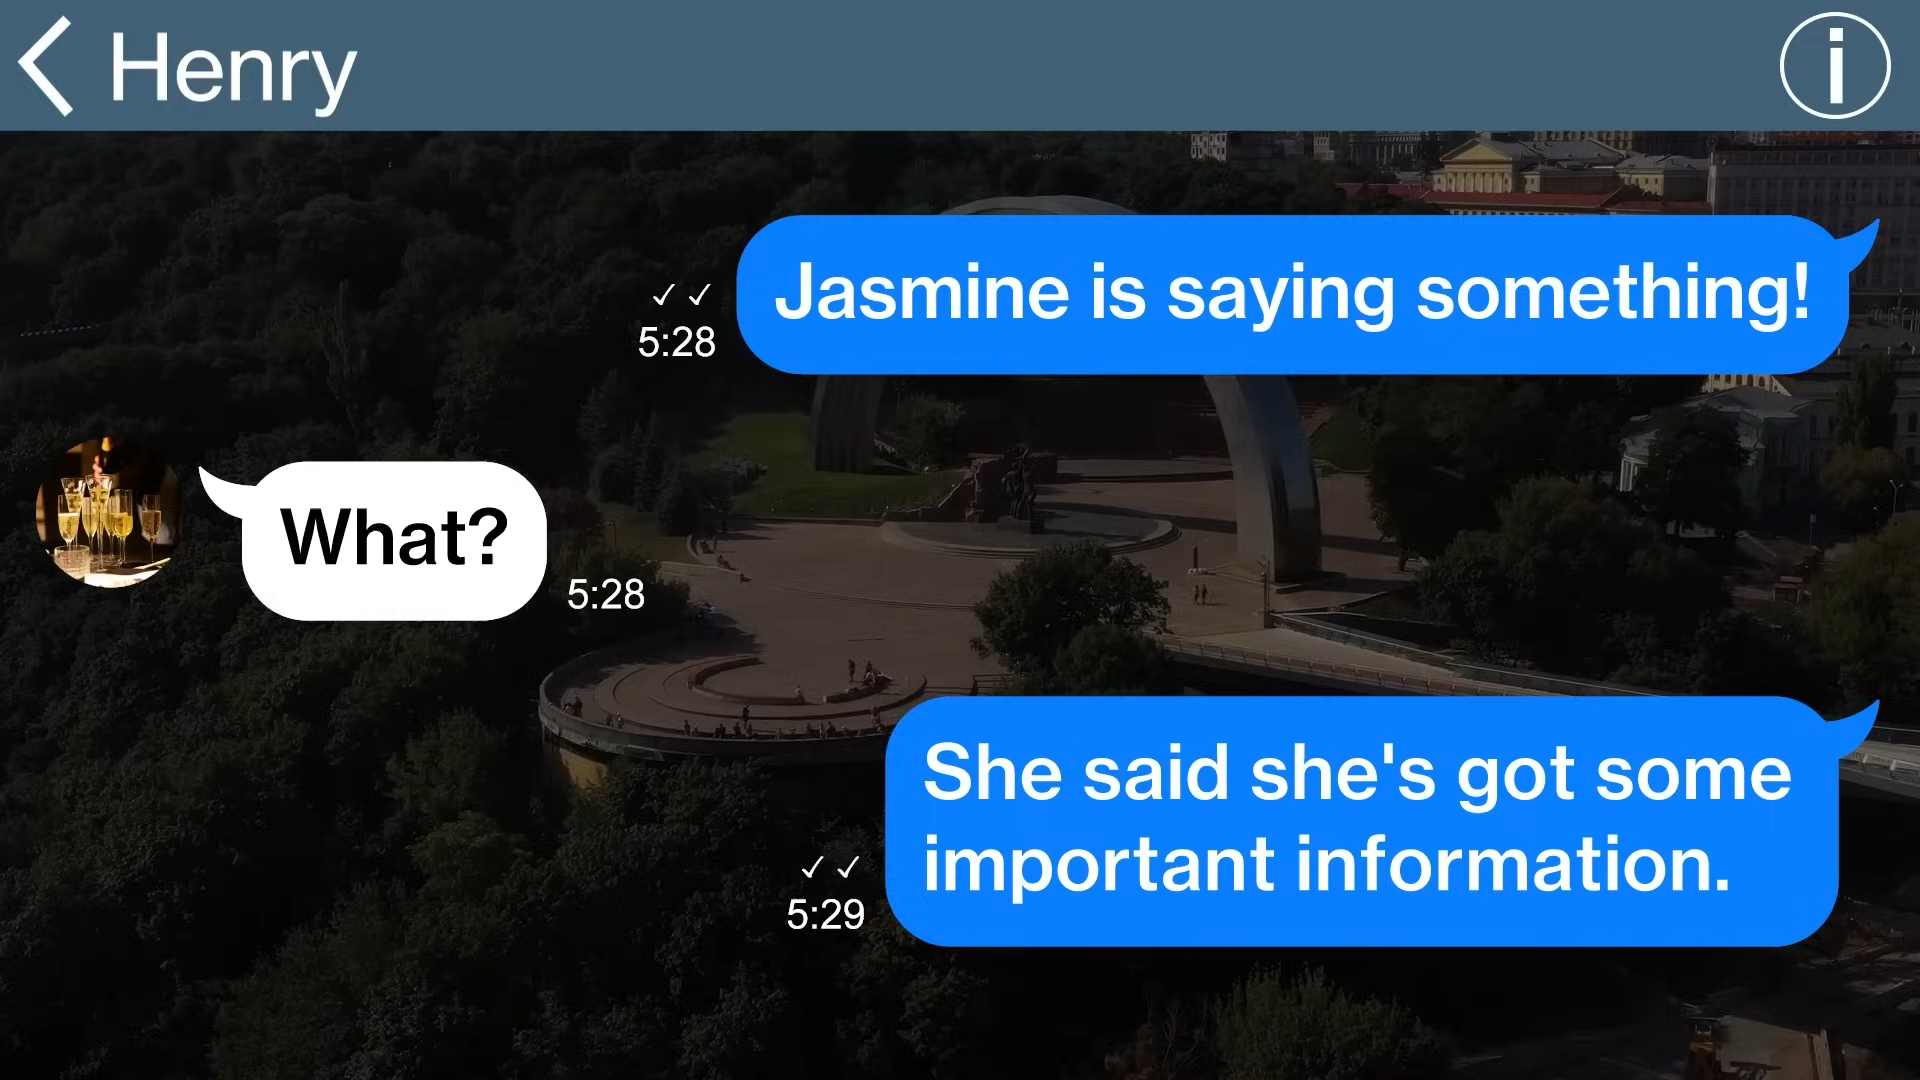 Henry
Jasmine is saying something!
✓ ✓
5:28
What?
5:28
She said she's got some
important information.
✓ ✓
5:29